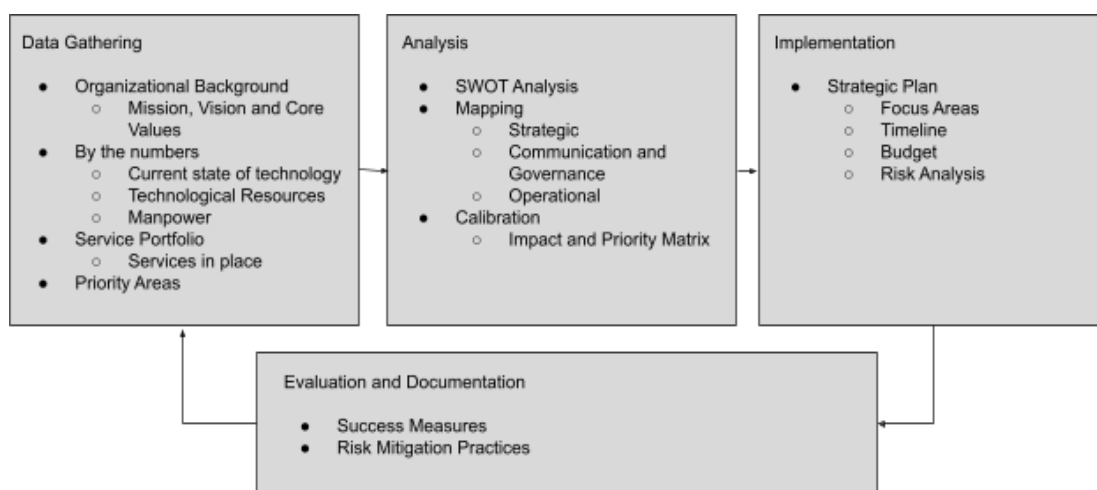 Data Gathering
● Organizational Background
○ Mission, Vision and Core
Values
● By the numbers
○ Current state of technology
○ Technological Resources
○ Manpower
● Service Portfolio
○ Services in place
● Priority Areas
Analysis
● SWOT Analysis
● Mapping
○ Strategic
○ Communication and
Governance
○ Operational
● Calibration
○ Impact and Priority Matrix
Implementation
● Strategic Plan
○ Focus Areas
○ Timeline
○ Budget
○ Risk Analysis
Evaluation and Documentation
● Success Measures
● Risk Mitigation Practices